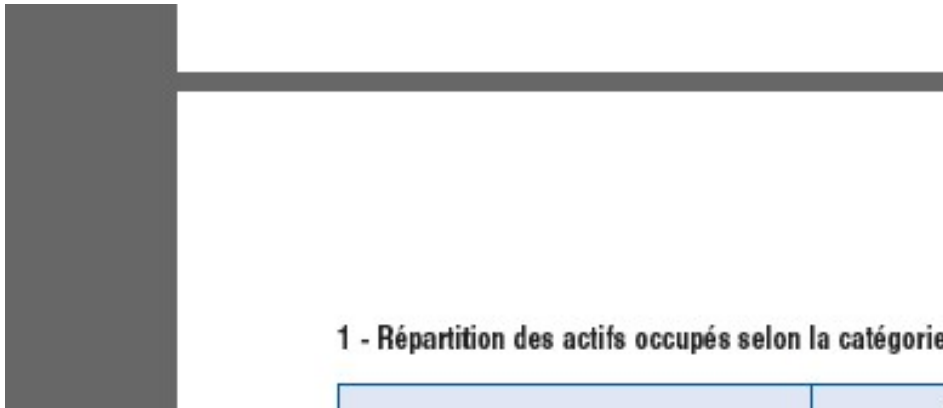 1 - Répartition des actifs occupés selon la catégorie